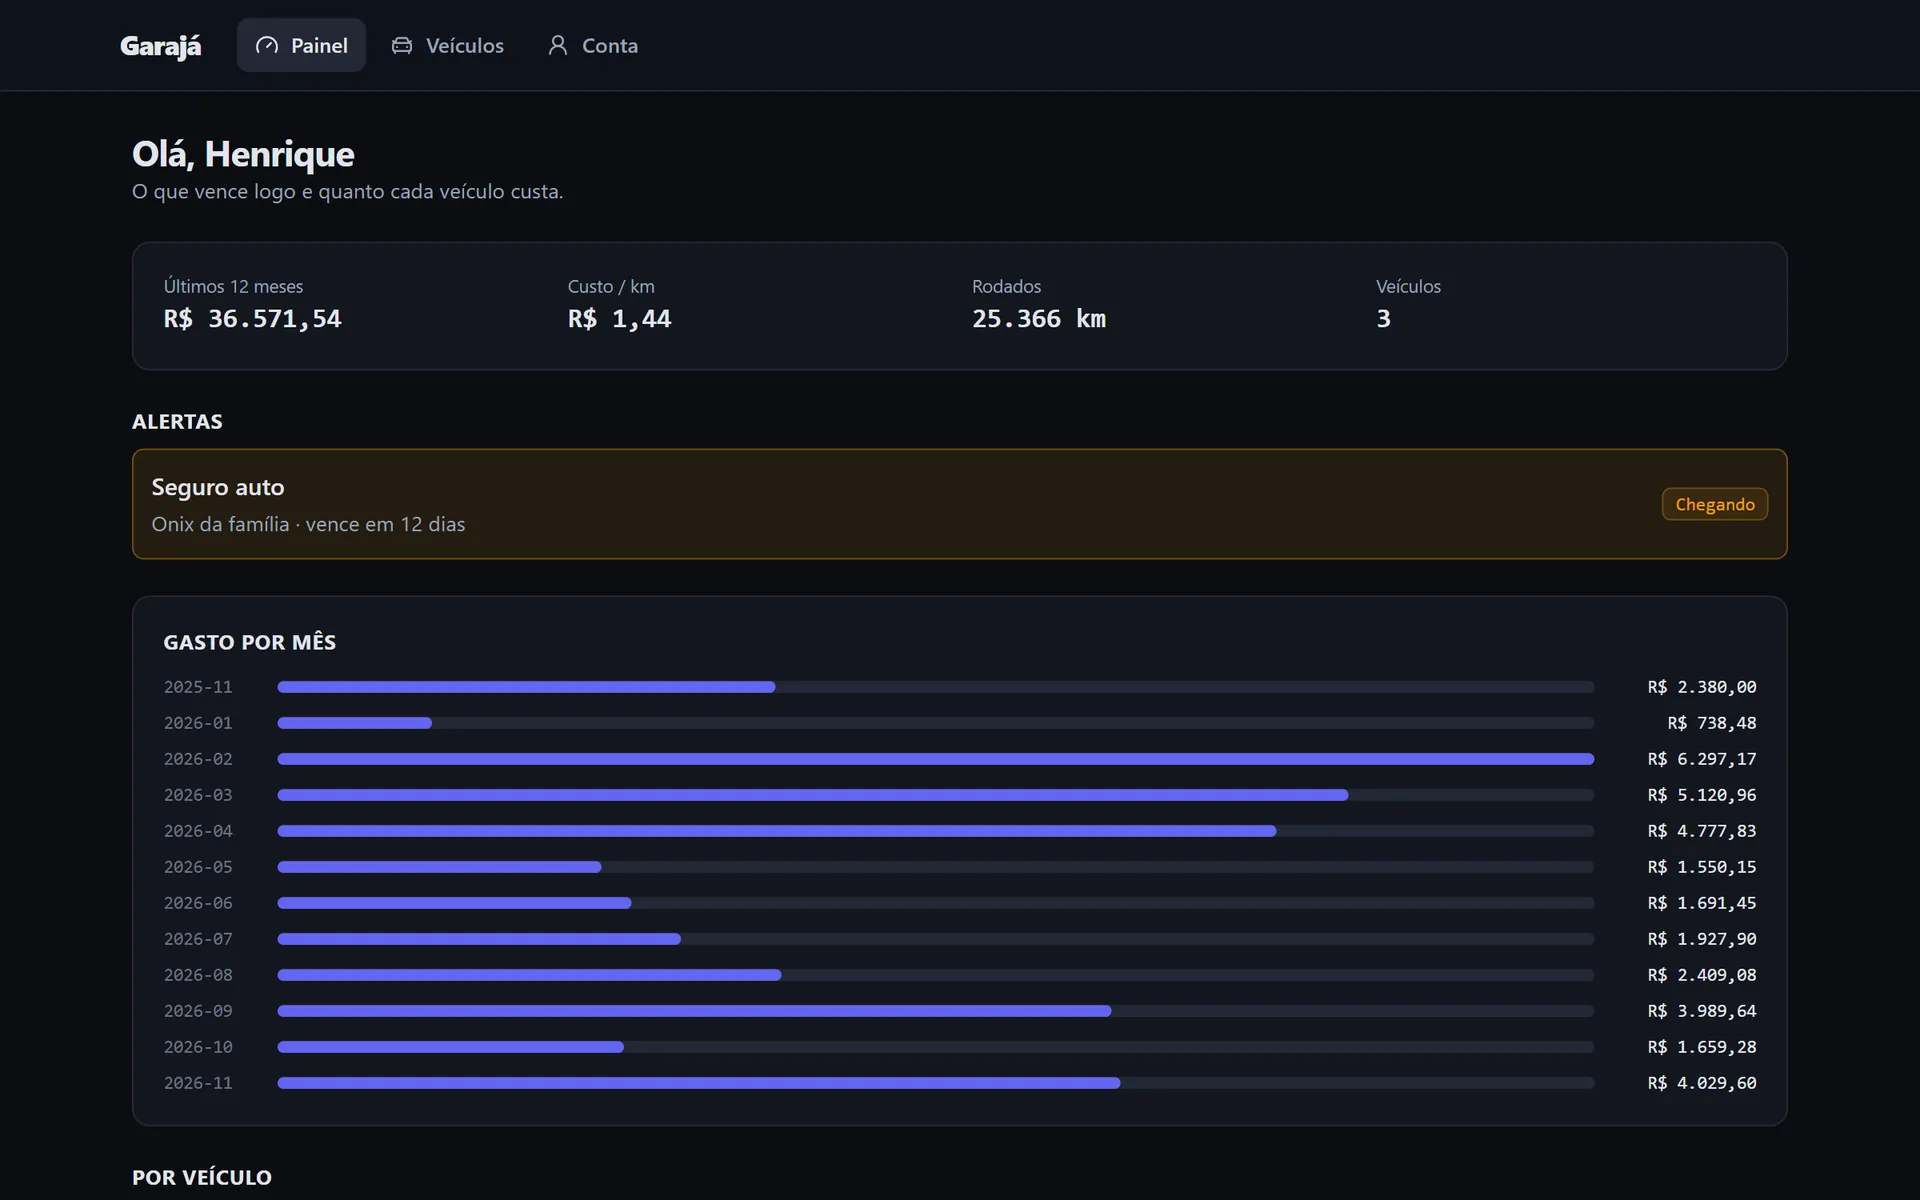 Garajá
Painel
Veículos
Conta
Olá, Henrique
O que vence logo e quanto cada veículo custa.
Últimos 12 meses
R$ 36.571,54
Custo / km
R$ 1,44
Rodados
25.366 km
Veículos
3
ALERTAS
Seguro auto
Onix da família · vence em 12 dias
Chegando
GASTO POR MÊS
2025-11 R$ 2.380,00
2026-01 R$ 738,48
2026-02 R$ 6.297,17
2026-03 R$ 5.120,96
2026-04 R$ 4.777,83
2026-05 R$ 1.550,15
2026-06 R$ 1.691,45
2026-07 R$ 1.927,90
2026-08 R$ 2.409,08
2026-09 R$ 3.989,64
2026-10 R$ 1.659,28
2026-11 R$ 4.029,60
POR VEÍCULO